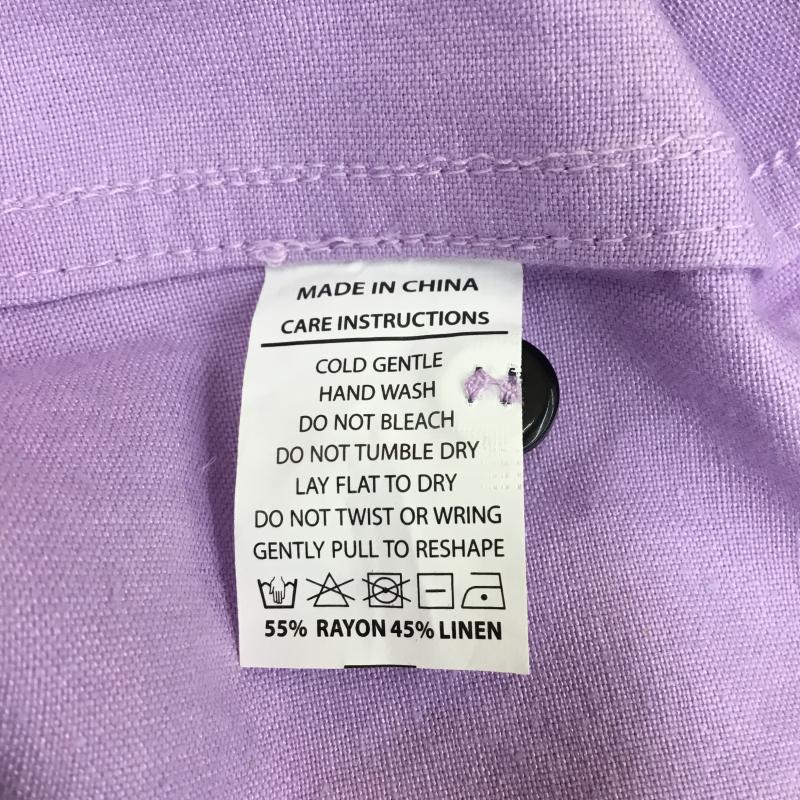 MADE IN CHINA
CARE INSTRUCTIONS
COLD GENTLE
HAND WASH
DO NOT BLEACH
DO NOT TUMBLE DRY
LAY FLAT TO DRY
DO NOT TWIST OR WRING
GENTLY PULL TO RESHAPE
55% RAYON 45% LINEN